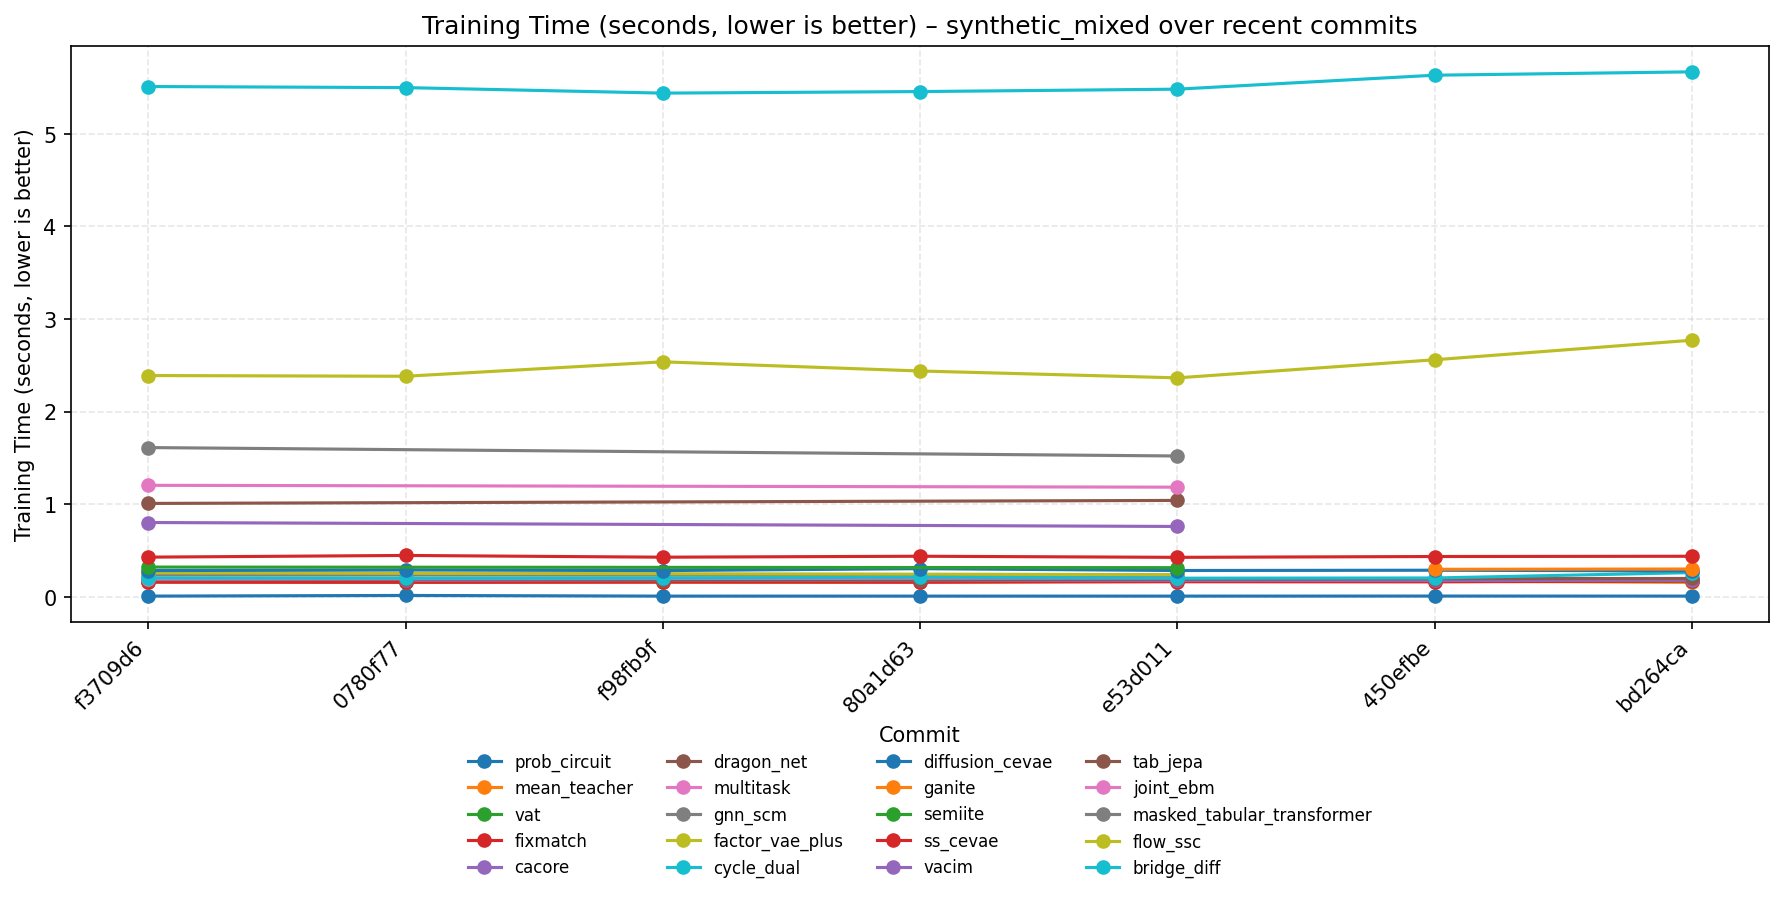 Training Time (seconds, lower is better) – synthetic_mixed over recent commits
Training Time (seconds, lower is better)
5
4
3
2
1
0
f3709d6
0780f77
f98fb9f
80a1d63
e53d011
450efbe
bd264ca
Commit
prob_circuit
mean_teacher
vat
fixmatch
cacore
dragon_net
multitask
gnn_scm
factor_vae_plus
cycle_dual
diffusion_cevae
ganite
semiite
ss_cevae
vacim
tab_jepa
joint_ebm
masked_tabular_transformer
flow_ssc
bridge_diff